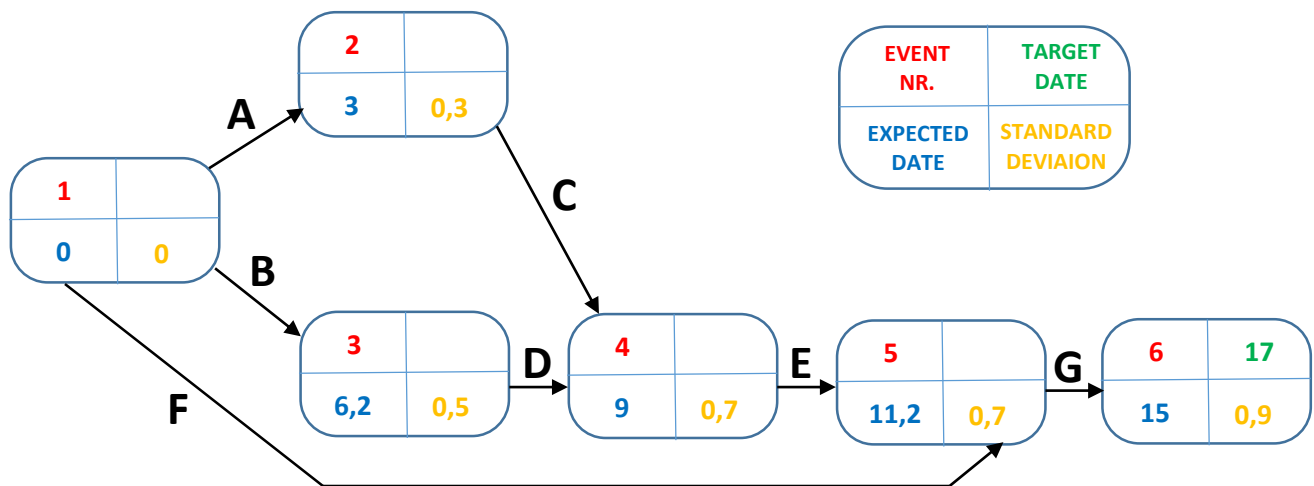 2
3 0,3
A
EVENT NR. TARGET DATE
EXPECTED DATE STANDARD DEVIAION
1
0 0
B
C
F
3
6,2 0,5
D
4
9 0,7
E
5
11,2 0,7
G
6 17
15 0,9